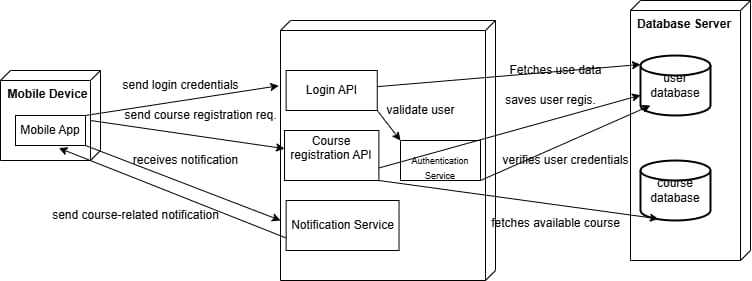 Database Server
Mobile Device
Mobile App
send login credentials
send course registration req.
receives notification
send course-related notification
Login API
validate user
Course
registration API
Authentication
Service
Notification Service
Fetches use data
saves user regis.
verifies user credentials
fetches available course
user
database
course
database